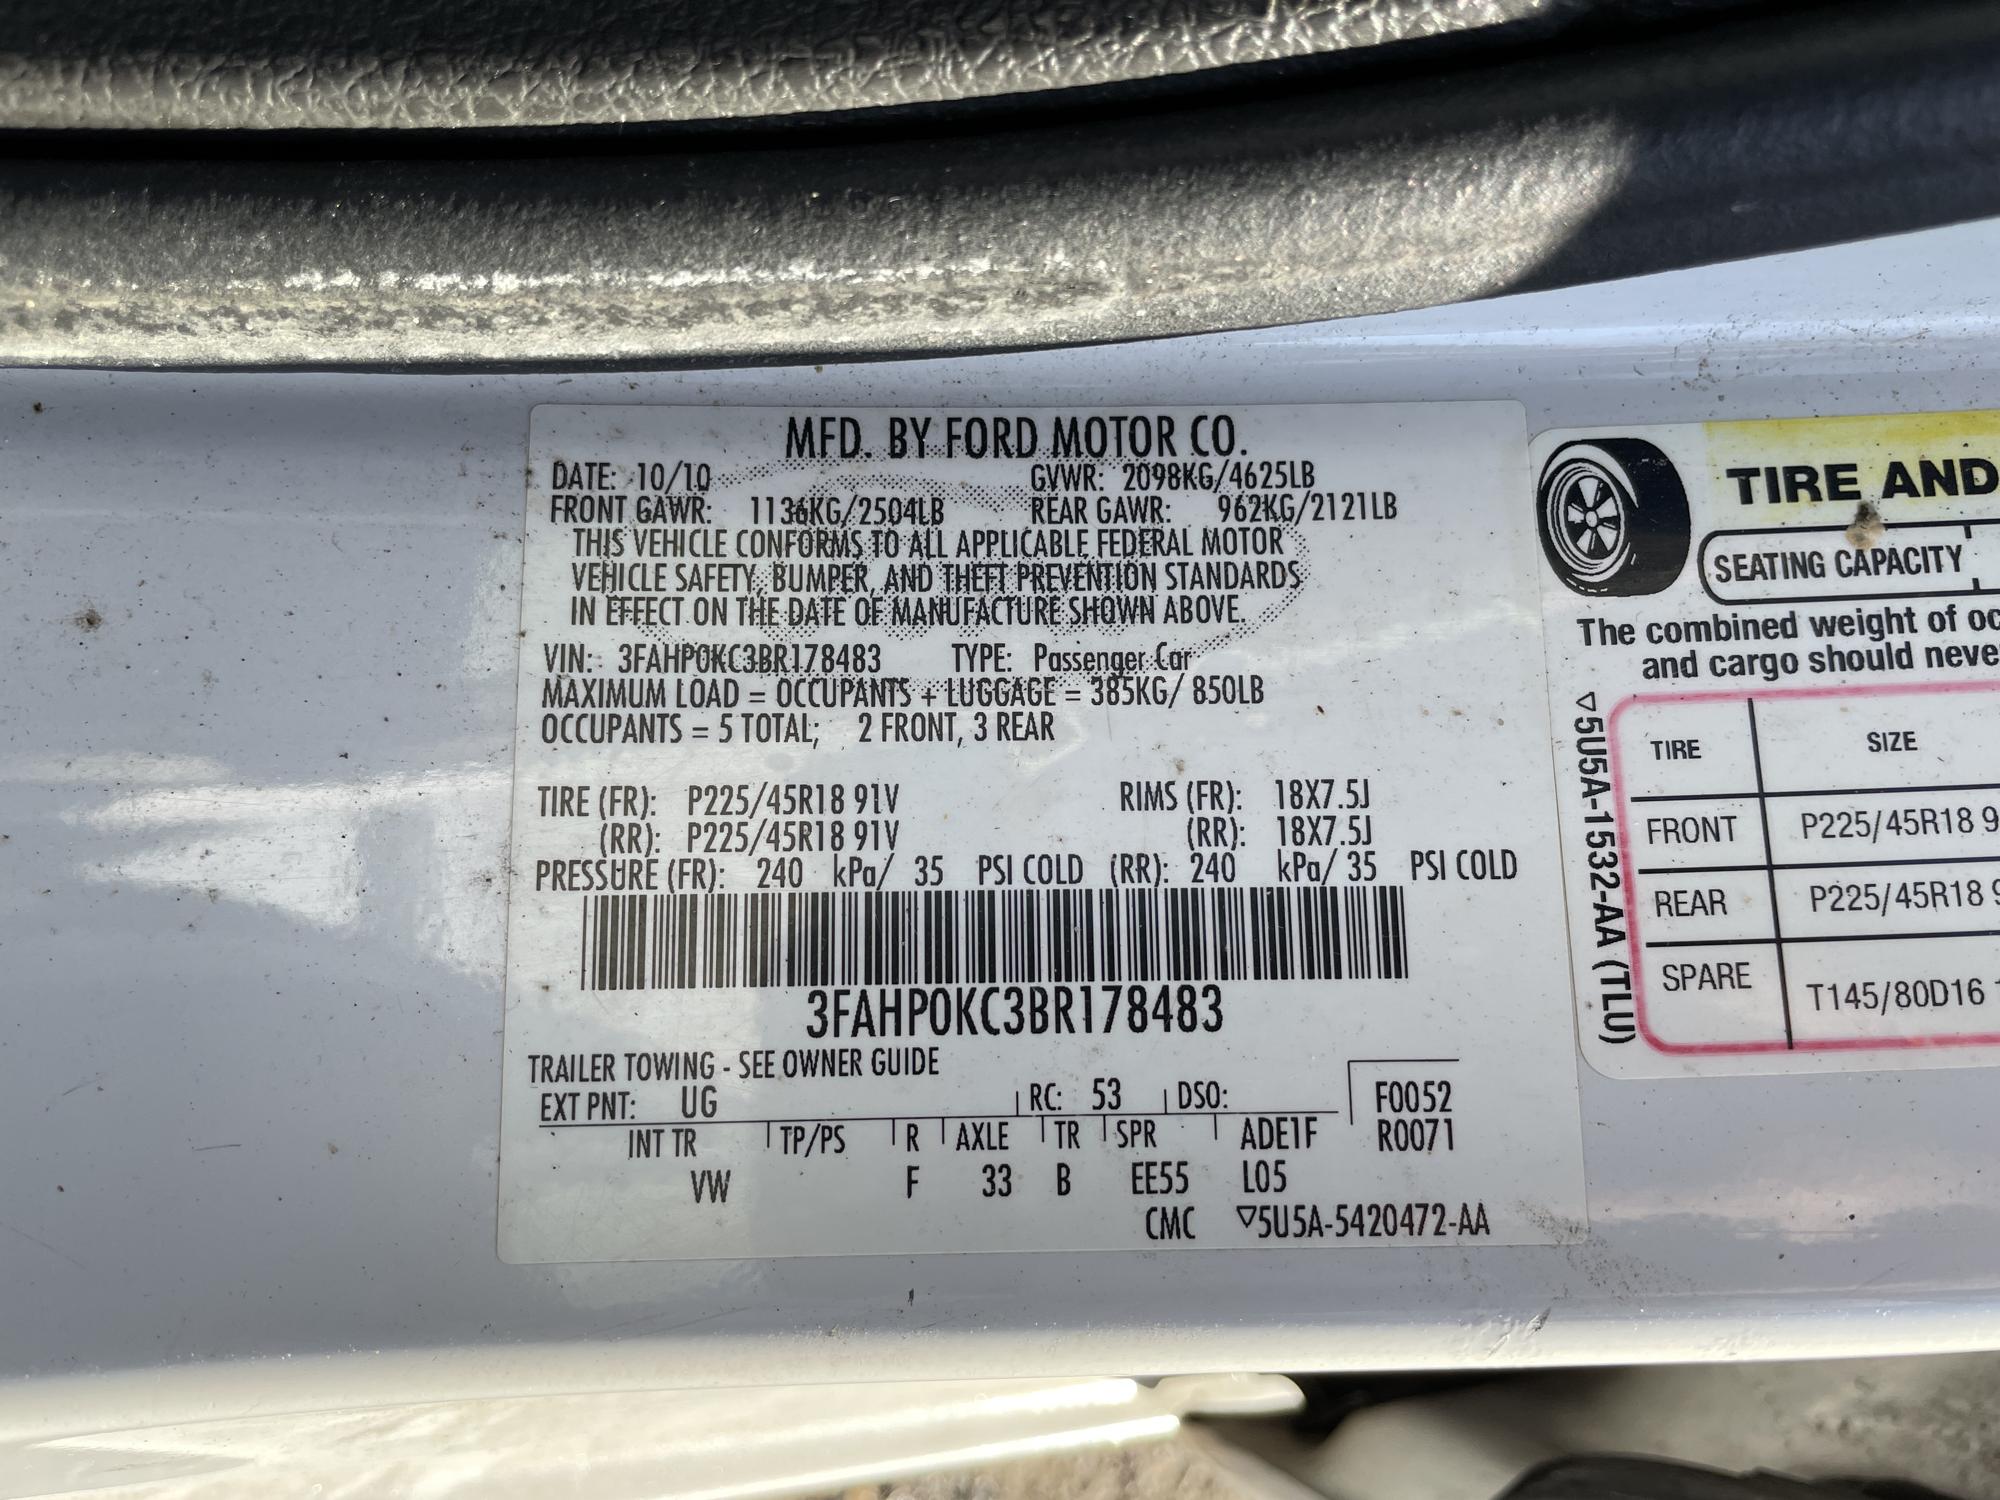 MFD. BY FORD MOTOR CO.
DATE: 10/10 GVWR: 2098KG/4625LB
FRONT GAWR: 1136KG/2504LB REAR GAWR: 962KG/2121LB
THIS VEHICLE CONFORMS TO ALL APPLICABLE FEDERAL MOTOR
VEHICLE SAFETY, BUMPER, AND THEFT PREVENTION STANDARDS
IN EFFECT ON THE DATE OF MANUFACTURE SHOWN ABOVE.
VIN: 3FAHP0KC3BR178483 TYPE: Passenger Car
MAXIMUM LOAD = OCCUPANTS + LUGGAGE = 385KG/ 850LB
OCCUPANTS = 5 TOTAL; 2 FRONT, 3 REAR
TIRE (FR): P225/45R18 91V RIMS (FR): 18X7.5J
(RR): P225/45R18 91V (RR): 18X7.5J
PRESSURE (FR): 240 kPa/ 35 PSI COLD (RR): 240 kPa/ 35 PSI COLD
3FAHP0KC3BR178483
TRAILER TOWING - SEE OWNER GUIDE
EXT PNT: UG RC: 53 DSO: F0052
INT TR TP/PS R AXLE TR SPR ADE1F R0071
VW F 33 B EE55 L05
CMC ▽5U5A-5420472-AA
TIRE AND
SEATING CAPACITY
The combined weight of oc
and cargo should neve
▽5U5A-1532-AA (TLU)
TIRE SIZE
FRONT P225/45R18 9
REAR P225/45R18 9
SPARE T145/80D16 1